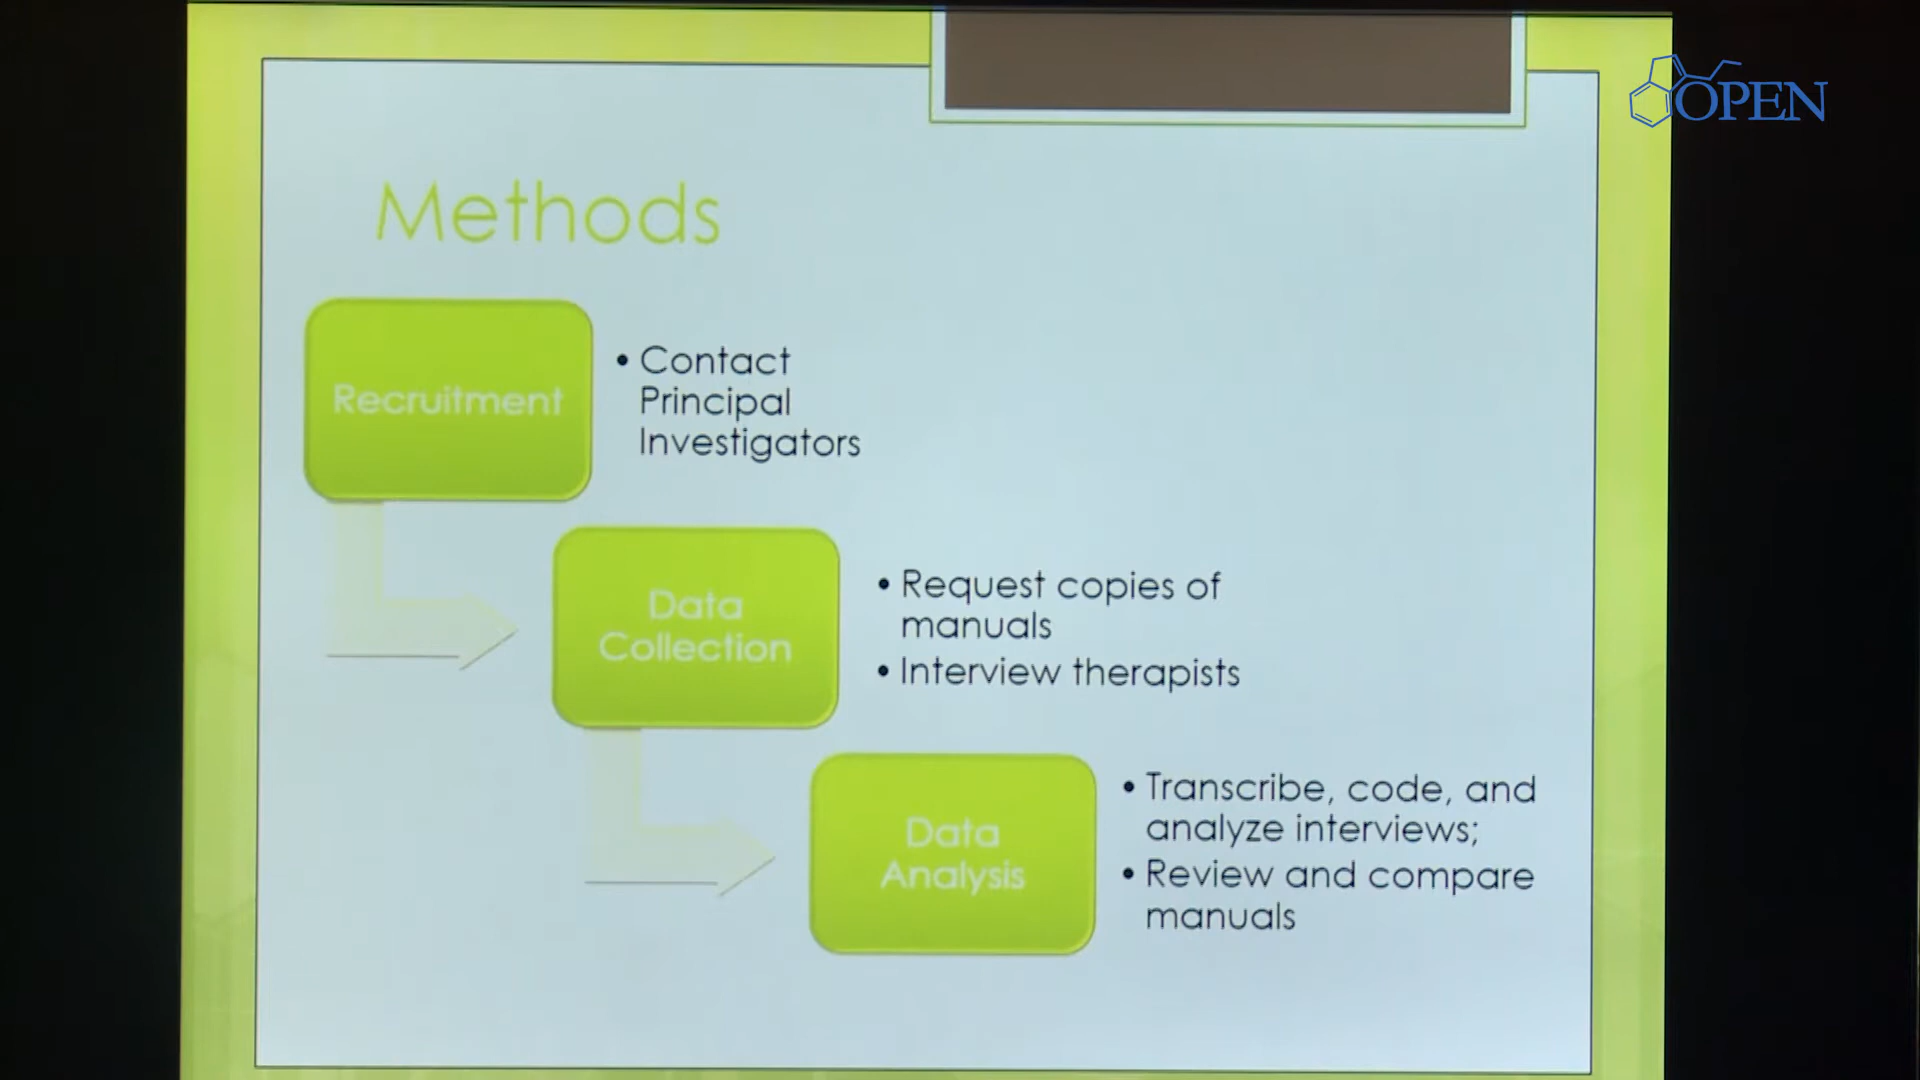 OPEN
Methods
Recruitment
• Contact
Principal
Investigators
Data
Collection
• Request copies of
manuals
• Interview therapists
Data
Analysis
• Transcribe, code, and
analyze interviews;
• Review and compare
manuals